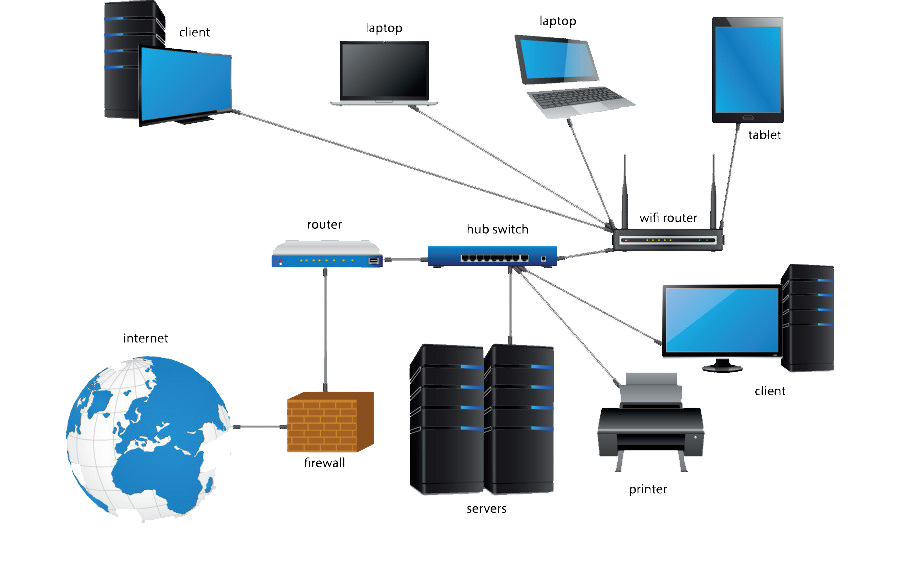 client
laptop
laptop
tablet
wifi router
router
hub switch
internet
client
firewall
printer
servers